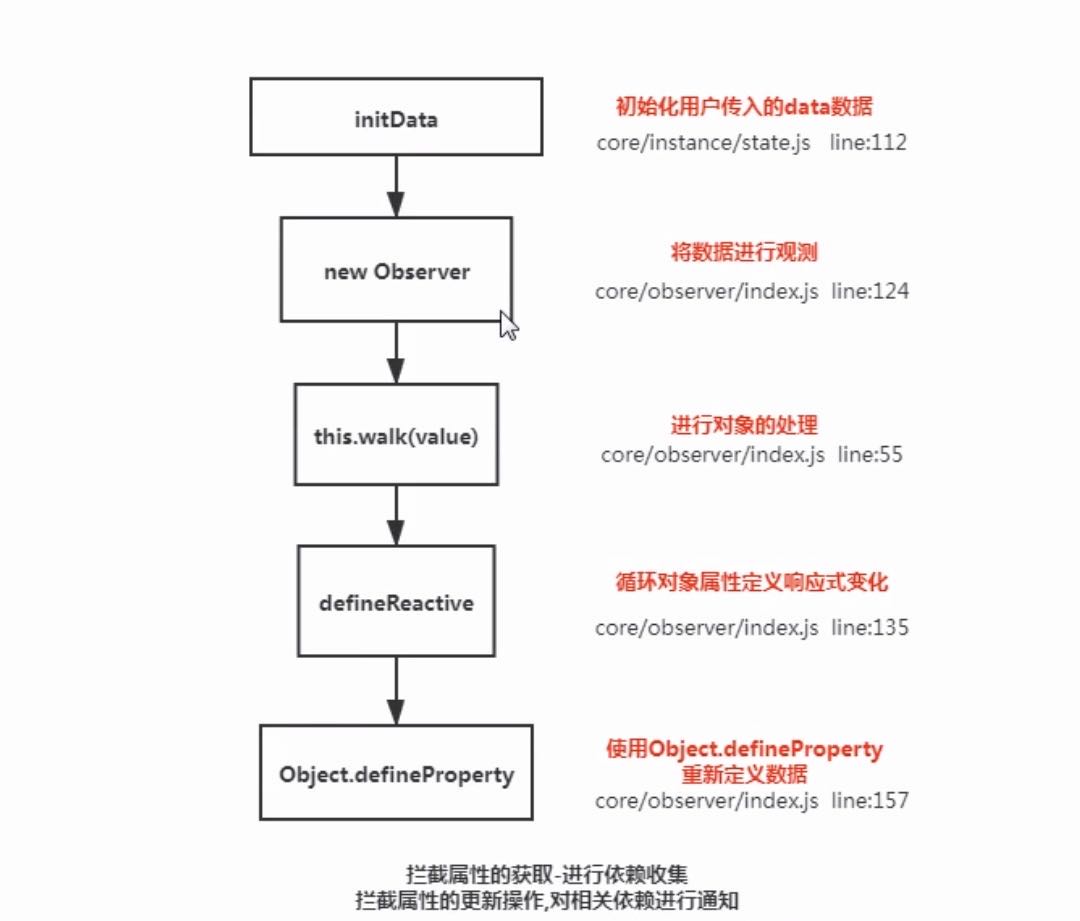 initData
初始化用户传入的data数据
core/instance/state.js line:112
new Observer
将数据进行观测
core/observer/index.js line:124
this.walk(value)
进行对象的处理
core/observer/index.js line:55
defineReactive
循环对象属性定义响应式变化
core/observer/index.js line:135
Object.defineProperty
使用Object.defineProperty
重新定义数据
core/observer/index.js line:157
拦截属性的获取-进行依赖收集
拦截属性的更新操作,对相关依赖进行通知